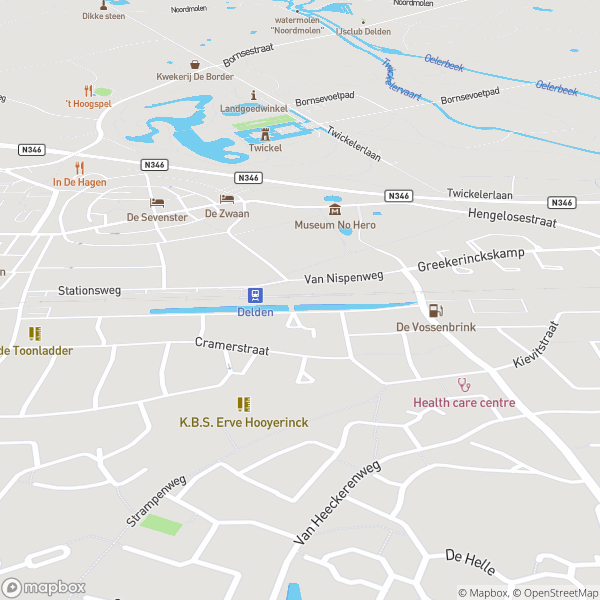 Noordmolen
Noordmolen
Dikke steen
watermolen
"Noordmolen"
IJsclub Delden
Bornsestraat
Oelerbeek
Twickelervaart
Kwekerij De Border
Oelerbeek
't Hoogspel
Landgoedwinkel
Bornsevoetpad
Bornsevoetpad
Twickel
Twickelerlaan
N346
N346
N346
In De Hagen
N346
Twickelerlaan
N346
De Sevenster
De Zwaan
Museum No Hero
Hengelosestraat
Greekerinckskamp
Van Nispenweg
Stationsweg
Delden
De Vossenbrink
de Toonladder
Cramerstraat
Kievitstraat
Health care centre
K.B.S. Erve Hooyerinck
Strampenweg
Van Heeckerenweg
De Helle
mapbox
© Mapbox, © OpenStreetMap